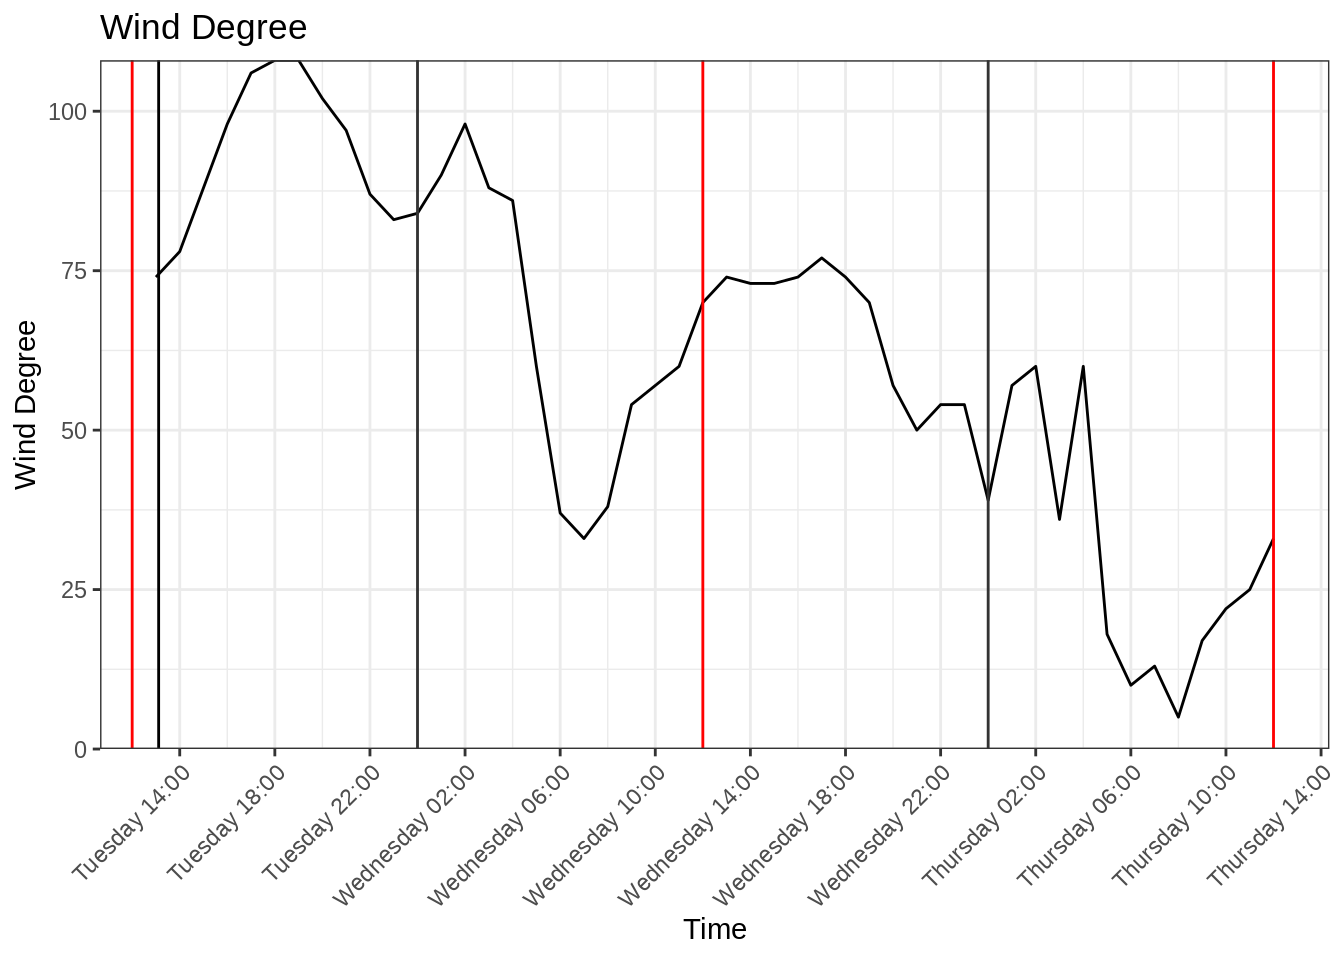 Wind Degree
Wind Degree
100
75
50
25
0
Tuesday 14:00
Tuesday 18:00
Tuesday 22:00
Wednesday 02:00
Wednesday 06:00
Wednesday 10:00
Wednesday 14:00
Wednesday 18:00
Wednesday 22:00
Thursday 02:00
Thursday 06:00
Thursday 10:00
Thursday 14:00
Time